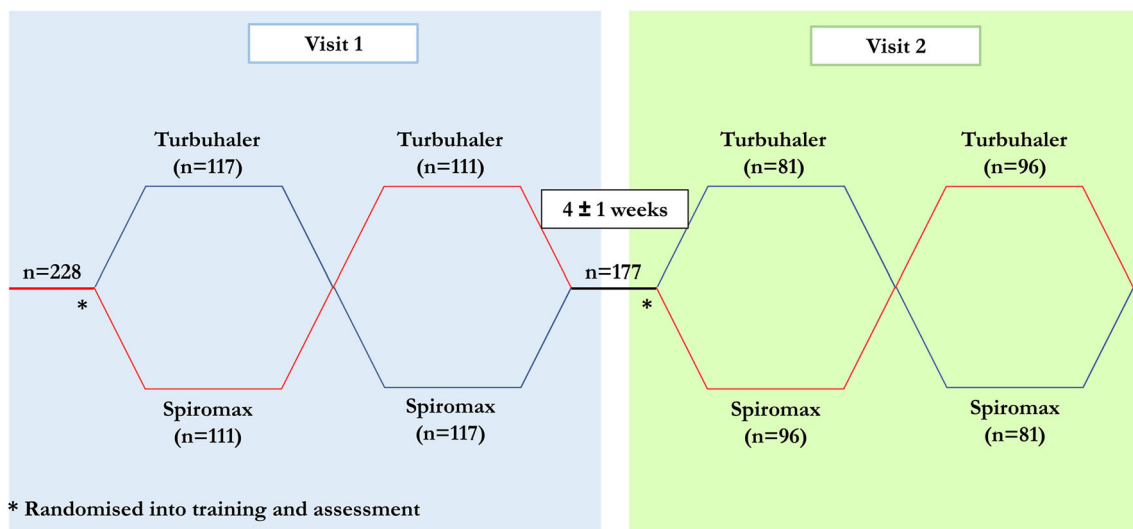 Visit 1
Visit 2
Turbuhaler
(n=117)
Turbuhaler
(n=111)
Turbuhaler
(n=81)
Turbuhaler
(n=96)
4 ± 1 weeks
n=228
*
n=177
*
Spiromax
(n=111)
Spiromax
(n=117)
Spiromax
(n=96)
Spiromax
(n=81)
* Randomised into training and assessment